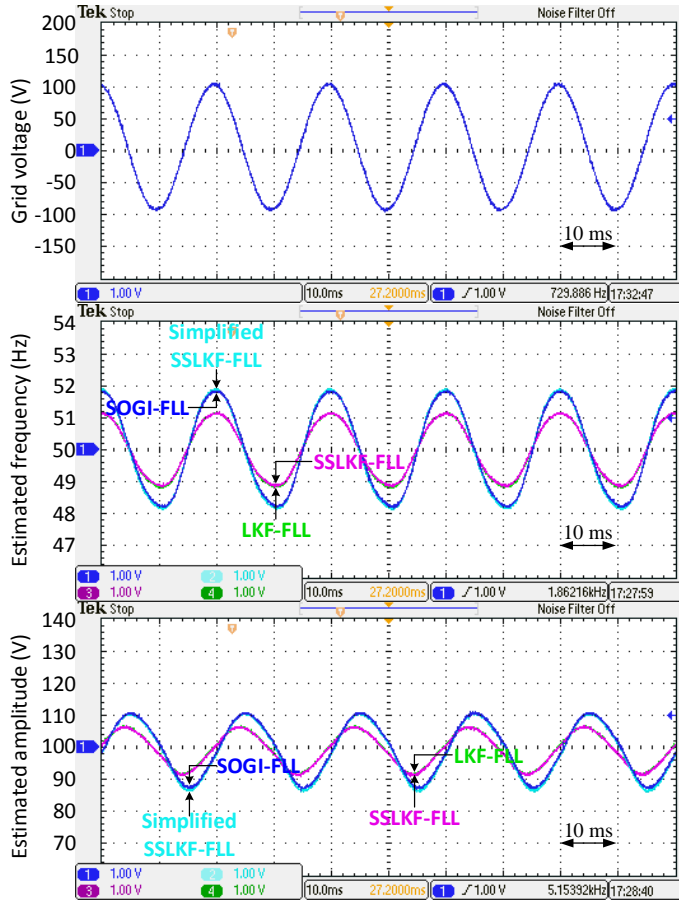 Tek Stop
Noise Filter Off
T
T
Grid voltage (V)
200
150
100
50
0
-50
-100
-150
1
10 ms
1 1.00 V
10.0ms 27.2000ms
1 1.00 V
729.886 Hz
17:32:47
Tek Stop
Noise Filter Off
T
Estimated frequency (Hz)
54
53
52
51
50
49
48
47
1
Simplified
SSLKF-FLL
SOGI-FLL
SSLKF-FLL
LKF-FLL
10 ms
1 1.00 V 2 1.00 V
3 1.00 V 4 1.00 V
10.0ms 27.2000ms
1 1.00 V
1.86216kHz
17:27:59
Tek Stop
Noise Filter Off
T
T
Estimated amplitude (V)
140
130
120
110
100
90
80
70
1
SOGI-FLL
LKF-FLL
Simplified
SSLKF-FLL
SSLKF-FLL
10 ms
1 1.00 V 2 1.00 V
3 1.00 V 4 1.00 V
10.0ms 27.2000ms
1 1.00 V
5.15392kHz
17:28:40